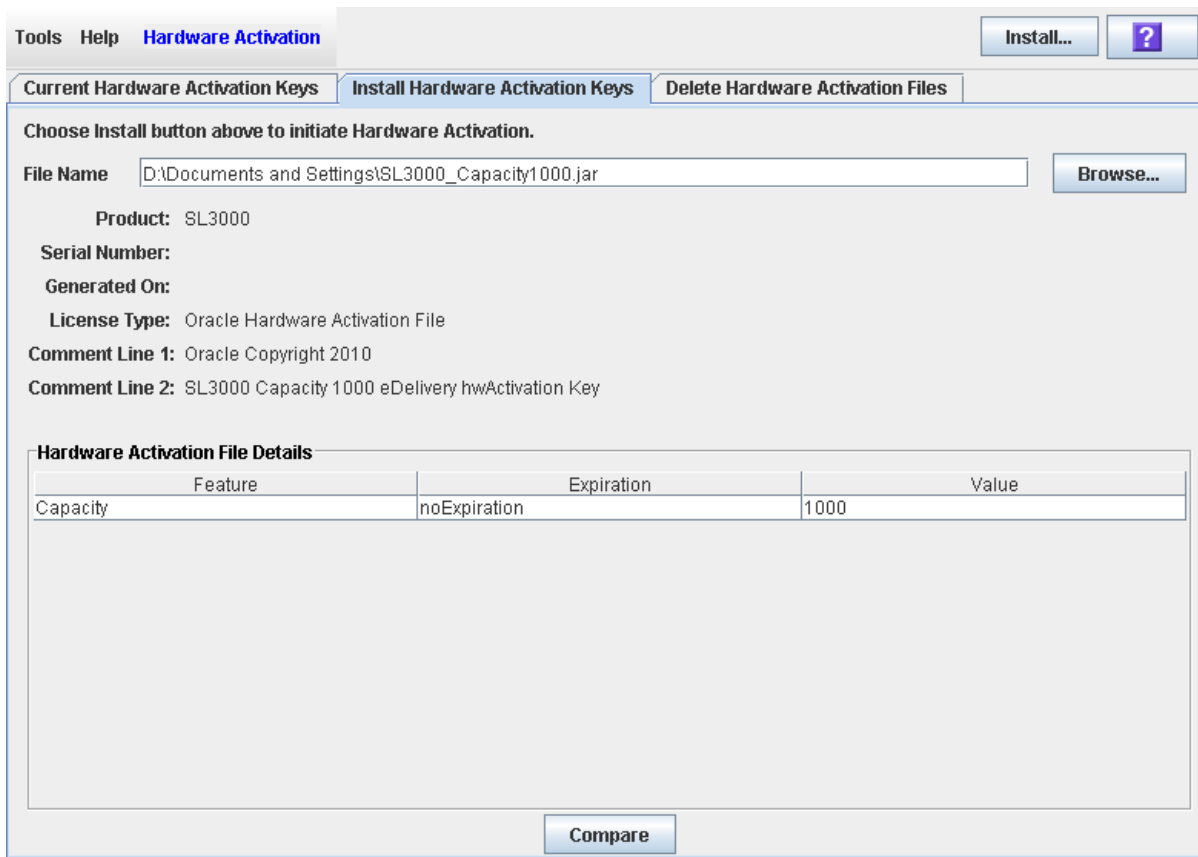 Tools Help Hardware Activation Install... ?
Current Hardware Activation Keys Install Hardware Activation Keys Delete Hardware Activation Files
Choose Install button above to initiate Hardware Activation.
File Name D:\Documents and Settings\SL3000_Capacity1000.jar Browse...
Product: SL3000
Serial Number:
Generated On:
License Type: Oracle Hardware Activation File
Comment Line 1: Oracle Copyright 2010
Comment Line 2: SL3000 Capacity 1000 eDelivery hwActivation Key
Hardware Activation File Details
Feature Expiration Value
Capacity noExpiration 1000
Compare